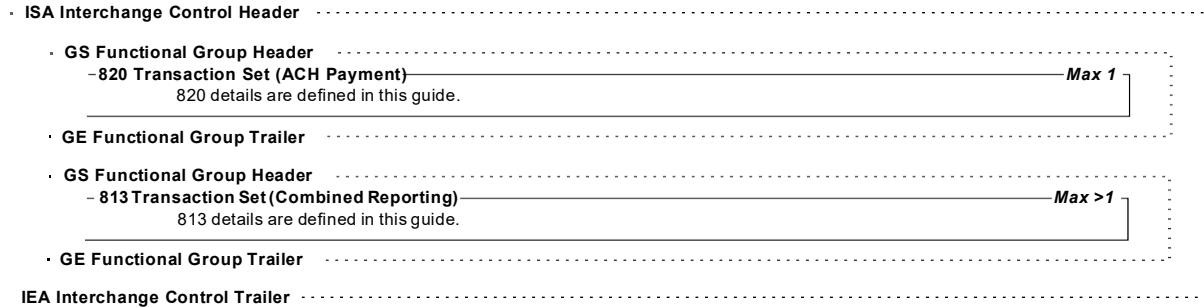 ISA Interchange Control Header
GS Functional Group Header
820 Transaction Set (ACH Payment) Max 1
820 details are defined in this guide.
GE Functional Group Trailer
GS Functional Group Header
813 Transaction Set (Combined Reporting) Max >1
813 details are defined in this guide.
GE Functional Group Trailer
IEA Interchange Control Trailer